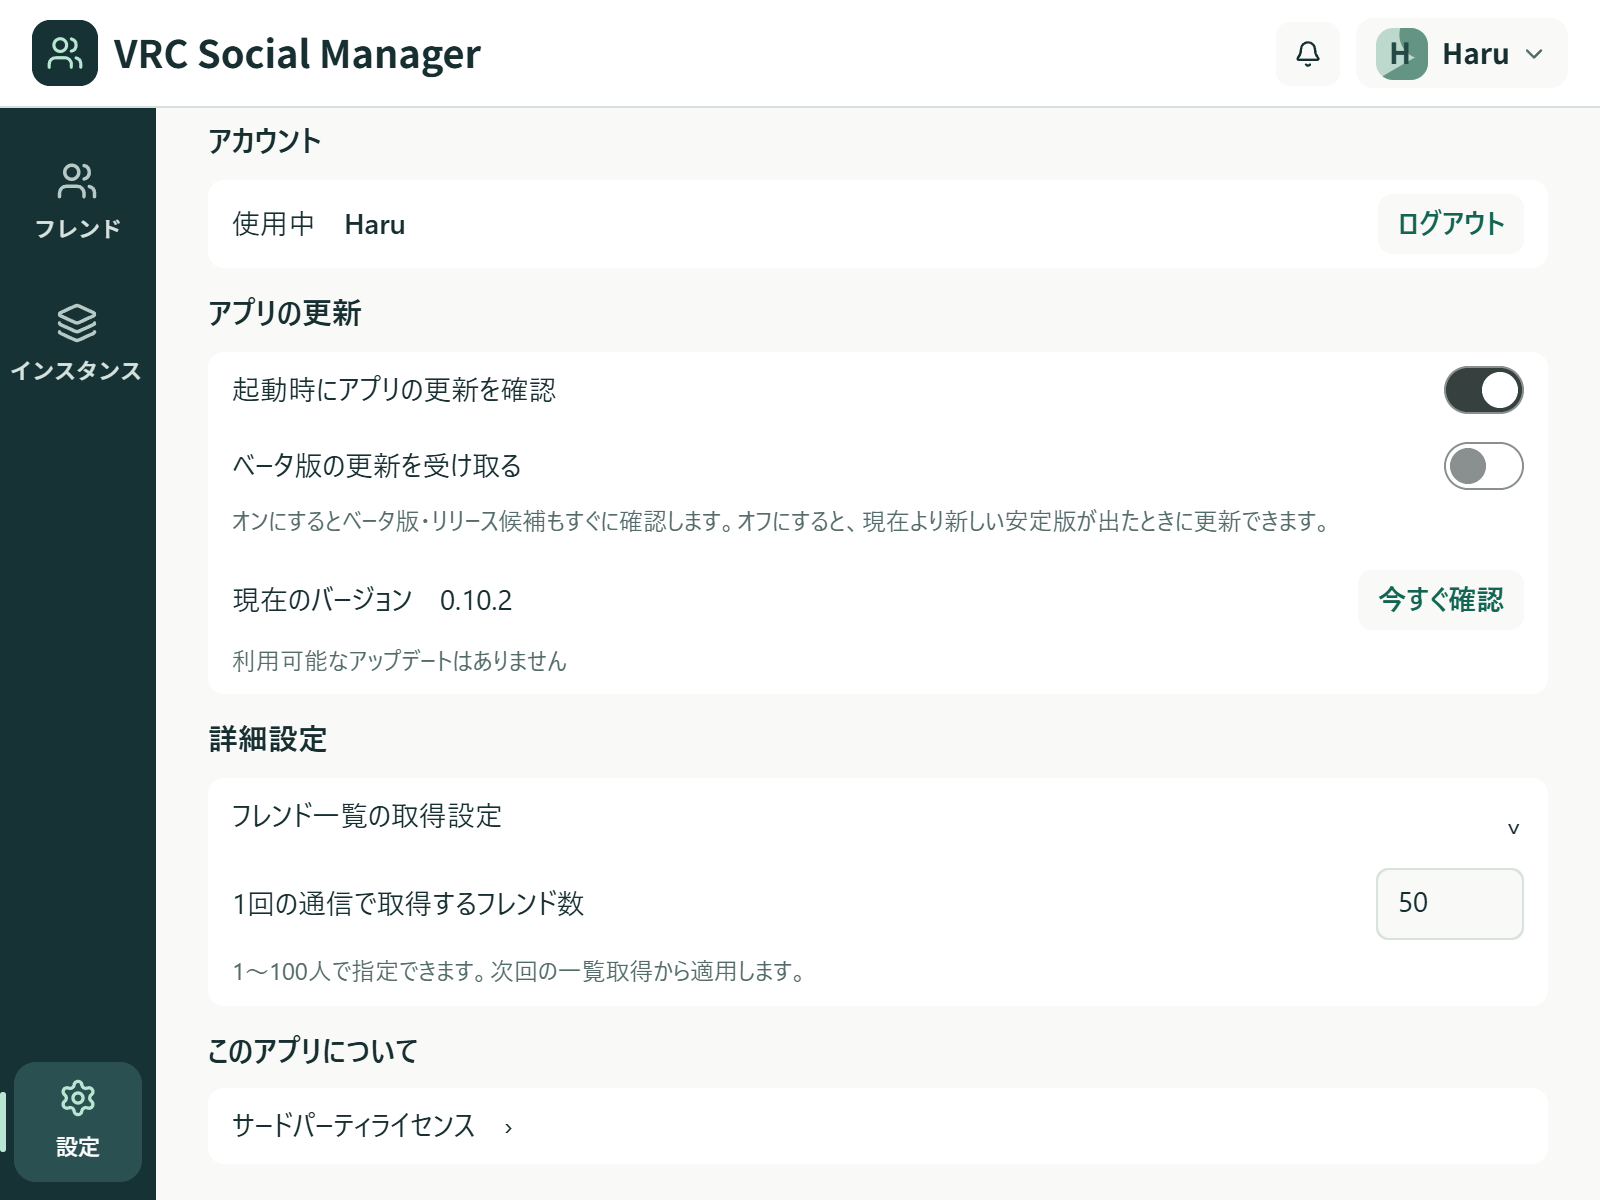 VRC Social Manager
H Haru
フレンド
インスタンス
設定
アカウント
使用中 Haru
ログアウト
アプリの更新
起動時にアプリの更新を確認
ベータ版の更新を受け取る
オンにするとベータ版・リリース候補もすぐに確認します。オフにすると、現在より新しい安定版が出たときに更新できます。
現在のバージョン 0.10.2
今すぐ確認
利用可能なアップデートはありません
詳細設定
フレンド一覧の取得設定
1回の通信で取得するフレンド数
50
1～100人で指定できます。次回の一覧取得から適用します。
このアプリについて
サードパーティライセンス ›